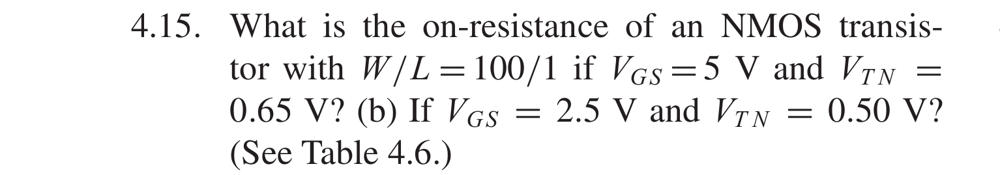 4.15. What is the on-resistance of an NMOS transis-
tor with W/L = 100/1 if V_GS = 5 V and V_TN =
0.65 V? (b) If V_GS = 2.5 V and V_TN = 0.50 V?
(See Table 4.6.)